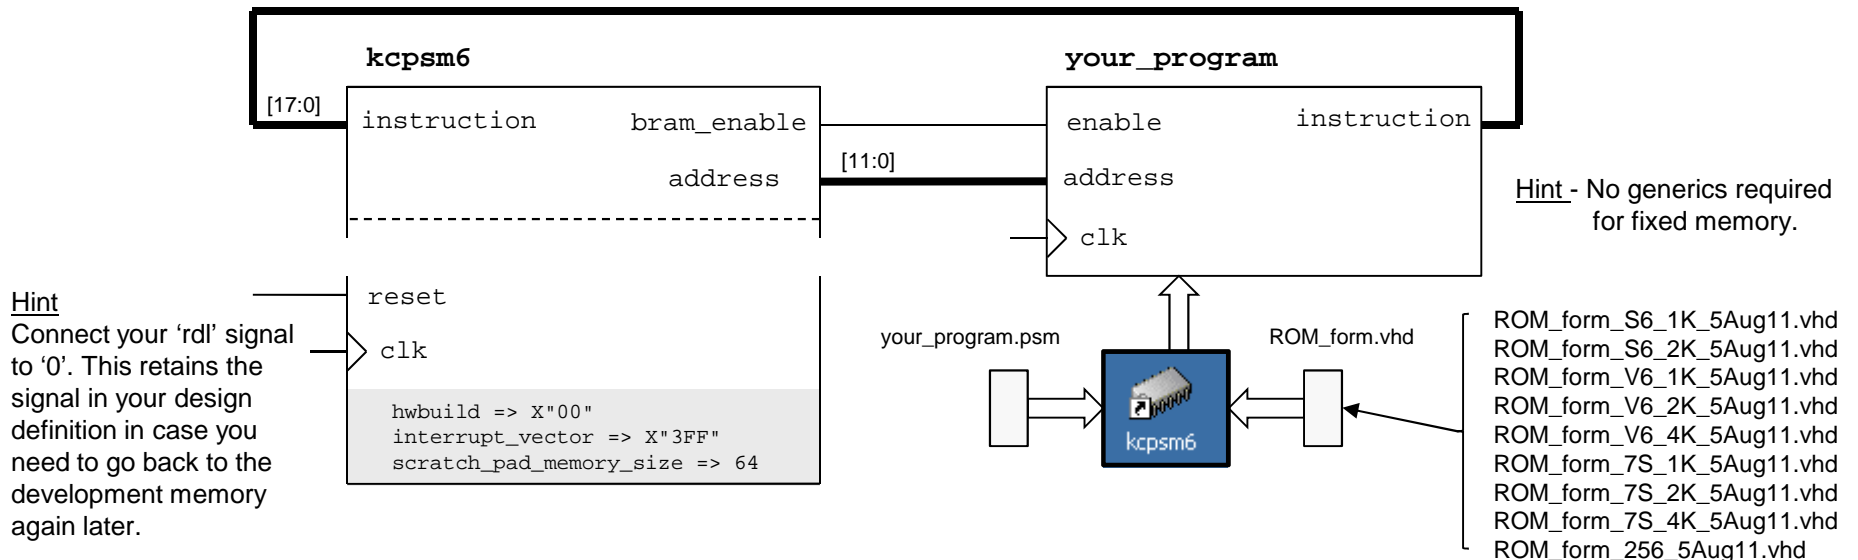 kcpsm6
your_program
[17:0]
instruction
bram_enable
enable
instruction
[11:0]
address
address
clk
Hint - No generics required
for fixed memory.
reset
clk
Hint
Connect your ‘rdl’ signal
to ‘0’. This retains the
signal in your design
definition in case you
need to go back to the
development memory
again later.
hwbuild => X"00"
interrupt_vector => X"3FF"
scratch_pad_memory_size => 64
your_program.psm
ROM_form.vhd
kcpsm6
ROM_form_S6_1K_5Aug11.vhd
ROM_form_S6_2K_5Aug11.vhd
ROM_form_V6_1K_5Aug11.vhd
ROM_form_V6_2K_5Aug11.vhd
ROM_form_V6_4K_5Aug11.vhd
ROM_form_7S_1K_5Aug11.vhd
ROM_form_7S_2K_5Aug11.vhd
ROM_form_7S_4K_5Aug11.vhd
ROM_form_256_5Aug11.vhd